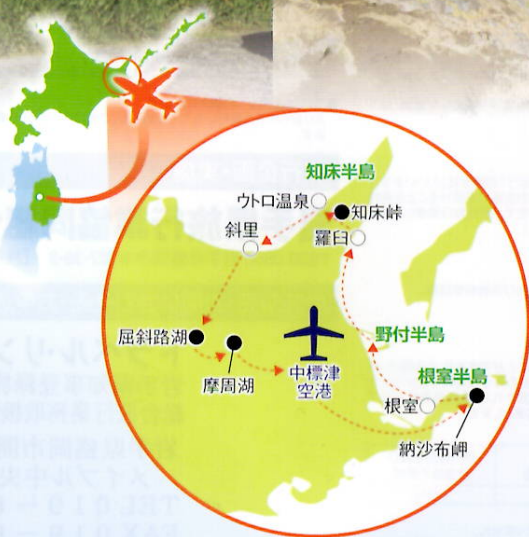 知床半島
ウトロ温泉
知床峠
斜里
羅臼
屈斜路湖
摩周湖
中標津
空港
野付半島
根室半島
根室
納沙布岬